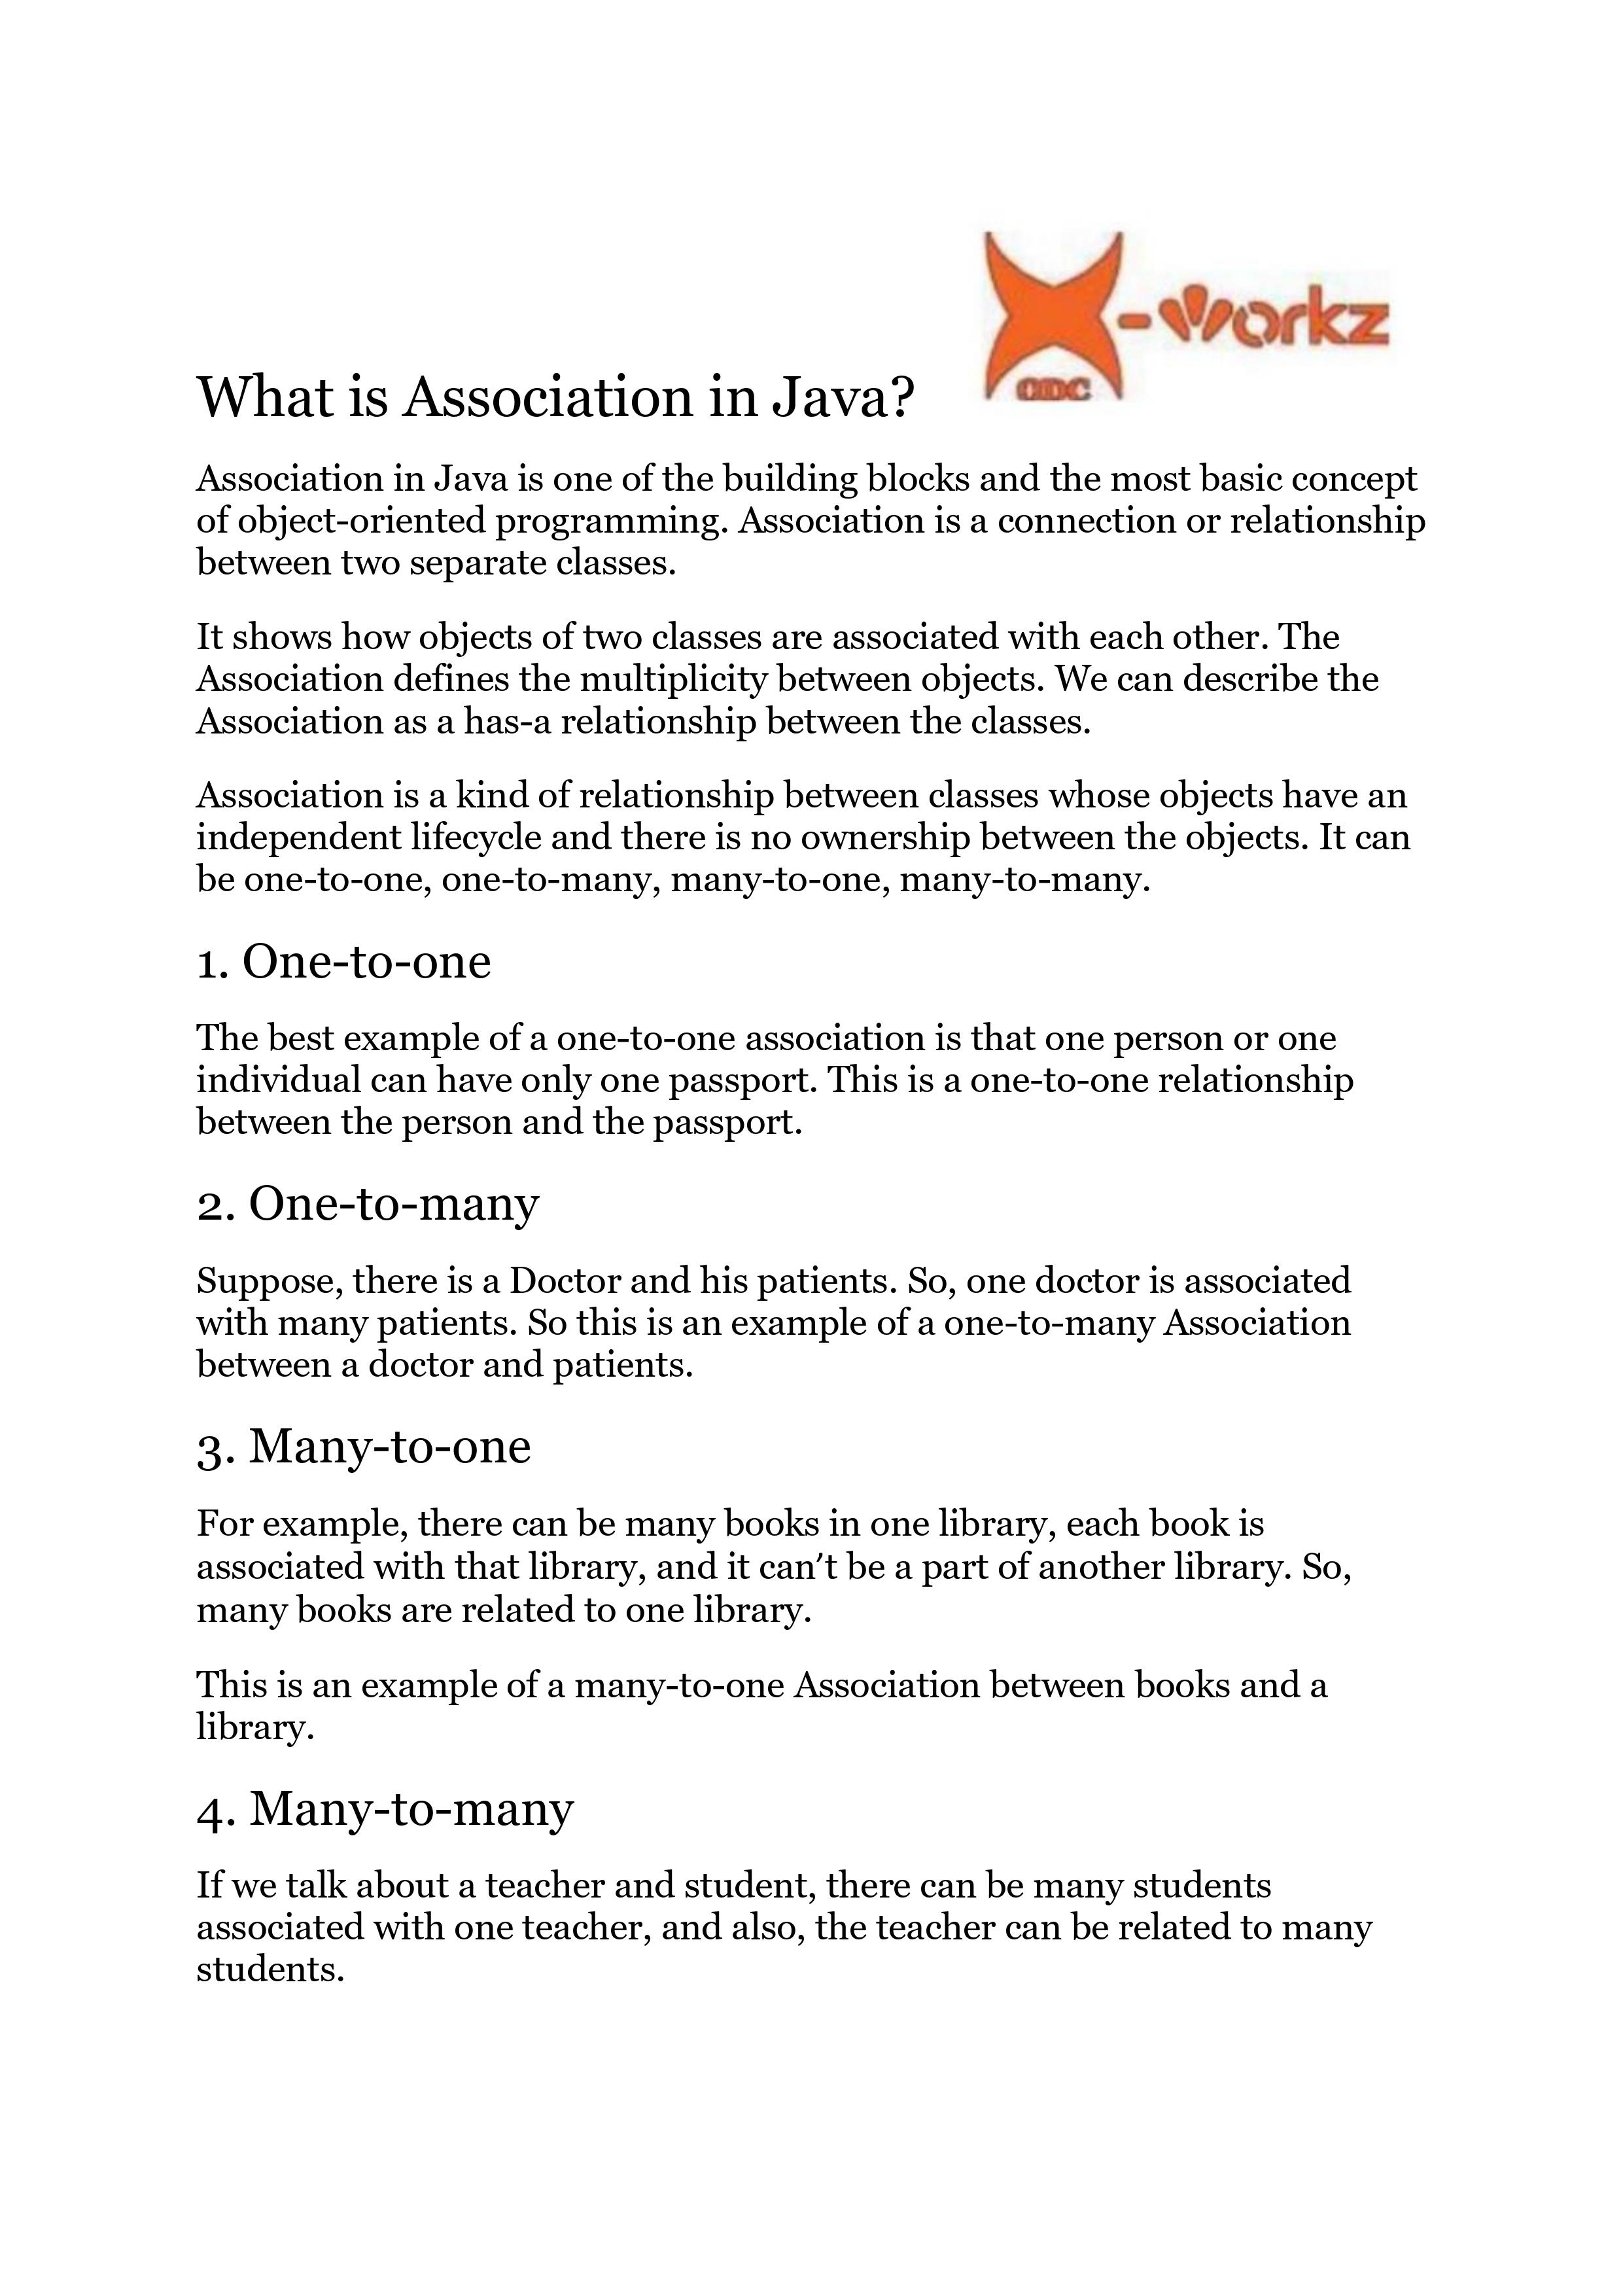 X-workz
ODC
What is Association in Java?
Association in Java is one of the building blocks and the most basic concept
of object-oriented programming. Association is a connection or relationship
between two separate classes.
It shows how objects of two classes are associated with each other. The
Association defines the multiplicity between objects. We can describe the
Association as a has-a relationship between the classes.
Association is a kind of relationship between classes whose objects have an
independent lifecycle and there is no ownership between the objects. It can
be one-to-one, one-to-many, many-to-one, many-to-many.
1. One-to-one
The best example of a one-to-one association is that one person or one
individual can have only one passport. This is a one-to-one relationship
between the person and the passport.
2. One-to-many
Suppose, there is a Doctor and his patients. So, one doctor is associated
with many patients. So this is an example of a one-to-many Association
between a doctor and patients.
3. Many-to-one
For example, there can be many books in one library, each book is
associated with that library, and it can′t be a part of another library. So,
many books are related to one library.
This is an example of a many-to-one Association between books and a
library.
4. Many-to-many
If we talk about a teacher and student, there can be many students
associated with one teacher, and also, the teacher can be related to many
students.